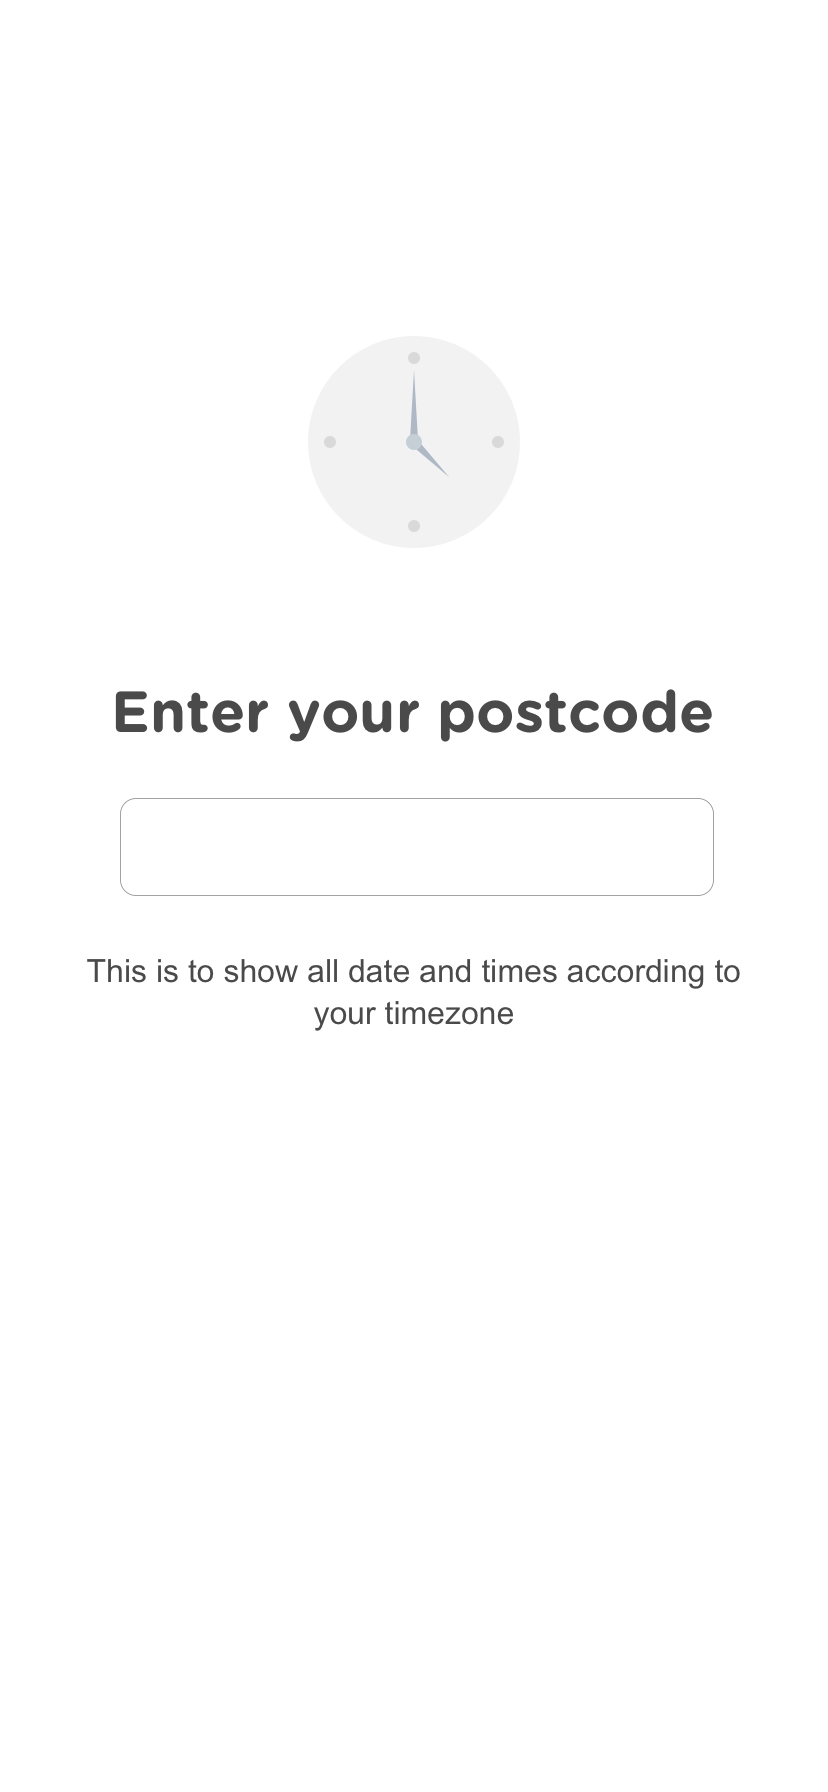 Enter your postcode
This is to show all date and times according to
your timezone